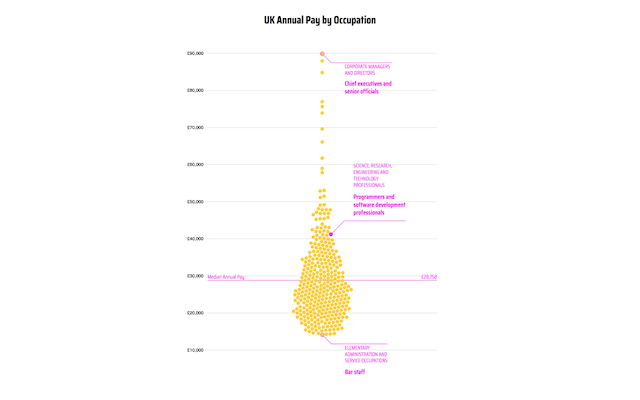 UK Annual Pay by Occupation
£90,000
CORPORATE MANAGERS
AND DIRECTORS
Chief executives and
senior officials
£80,000
£70,000
£60,000
SCIENCE, RESEARCH,
ENGINEERING AND
TECHNOLOGY
PROFESSIONALS
Programmers and
software development
professionals
£50,000
£40,000
£30,000
Median Annual Pay
£28,758
£20,000
£10,000
ELEMENTARY
ADMINISTRATION AND
SERVICE OCCUPATIONS
Bar staff